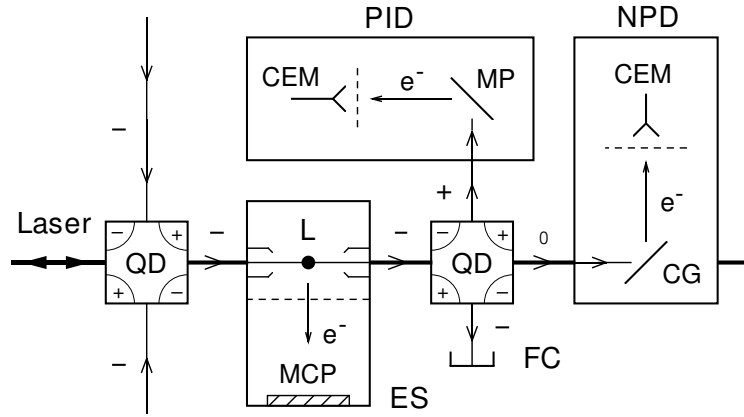 PID
NPD
CEM
e-
MP
CEM
−
+
e-
Laser
−
L
−
0
− +
QD
+ −
− +
QD
+ −
CG
e-
−
−
MCP
ES
FC